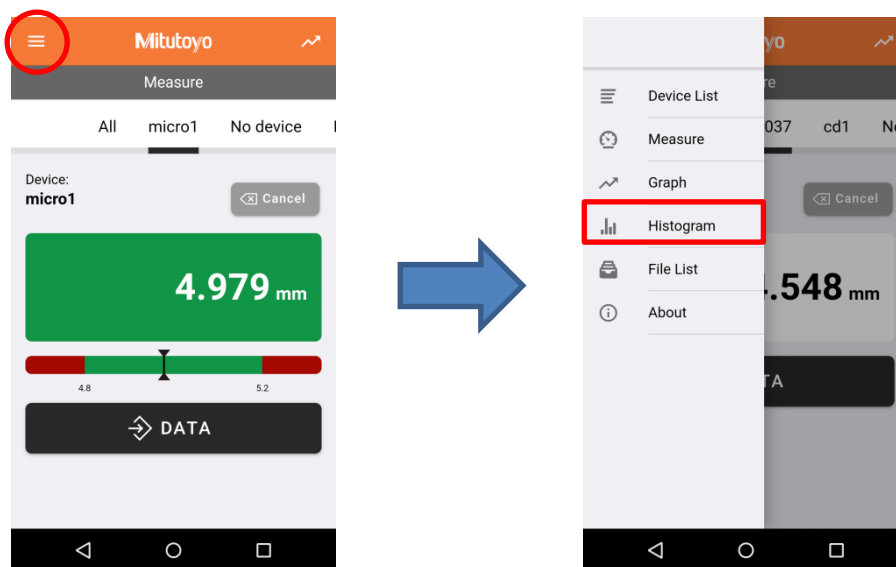 Mitutoyo
Measure
All micro1 No device
Device:
micro1
Cancel
4.979 mm
4.8 5.2
DATA
yo
re
Device List
Measure
Graph
Histogram
File List
About
037 cd1 No
Cancel
.548 mm
TA